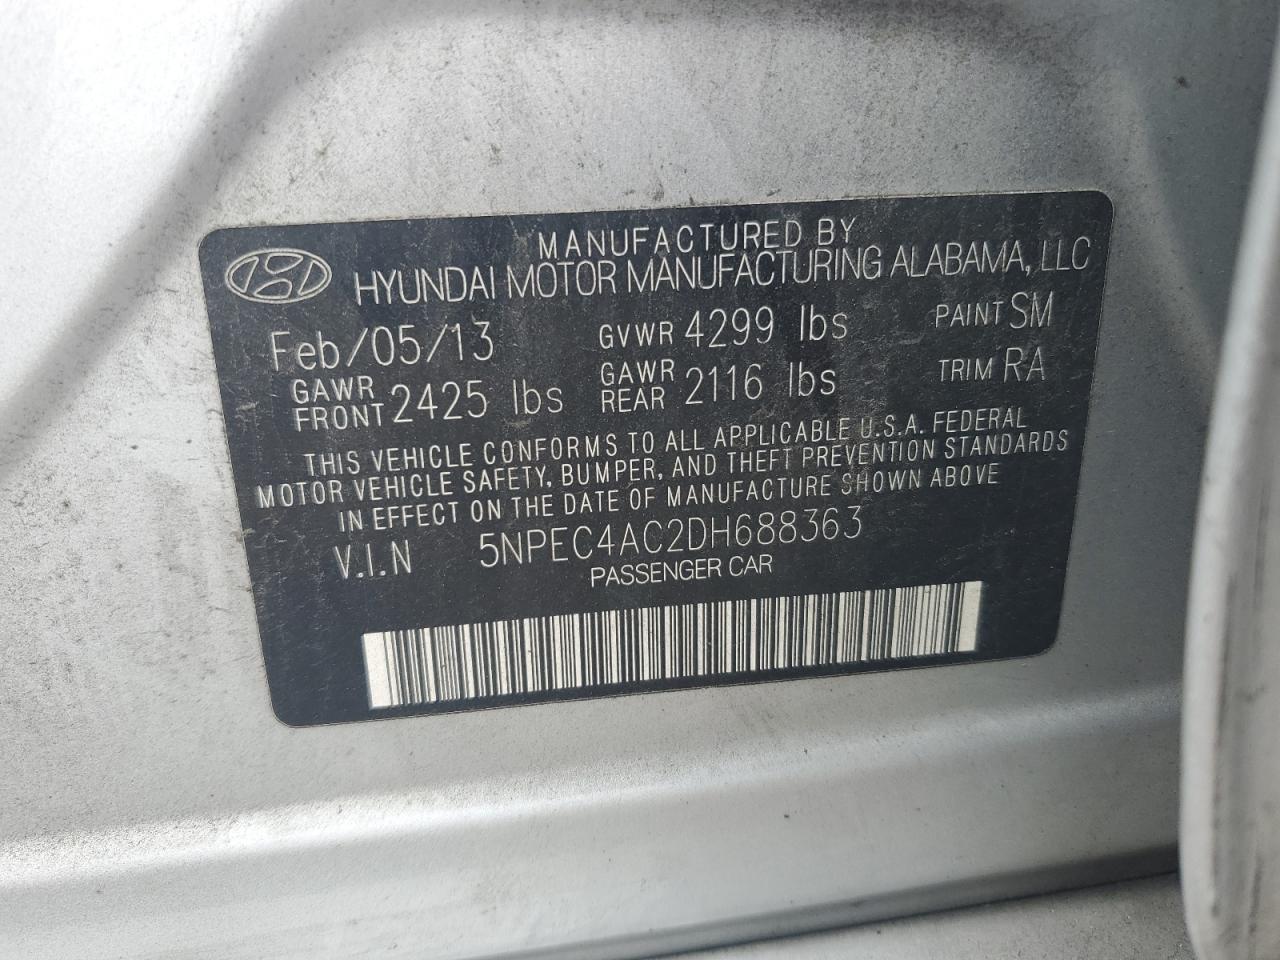 MANUFACTURED BY
HYUNDAI MOTOR MANUFACTURING ALABAMA, LLC
Feb/05/13 GVWR 4299 lbs PAINT SM
GAWR FRONT 2425 lbs GAWR REAR 2116 lbs TRIM RA
THIS VEHICLE CONFORMS TO ALL APPLICABLE U.S.A. FEDERAL
MOTOR VEHICLE SAFETY, BUMPER, AND THEFT PREVENTION STANDARDS
IN EFFECT ON THE DATE OF MANUFACTURE SHOWN ABOVE
V.I.N 5NPEC4AC2DH688363
PASSENGER CAR